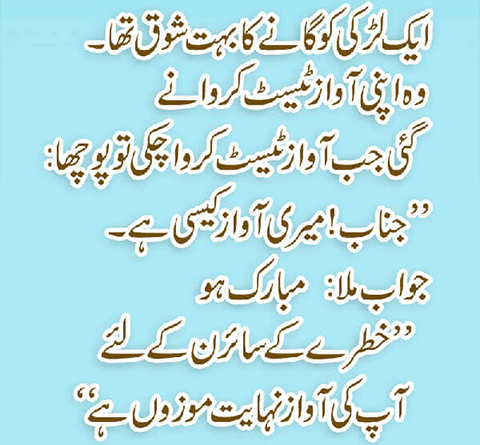 ایک لڑکی کو گانے کا بہت شوق تھا۔
وہ اپنی آواز ٹیسٹ کروانے
گئی جب آواز ٹیسٹ کرواچکی تو پوچھا:
”جناب! میری آواز کیسی ہے۔
جواب ملا: مبارک ہو
”خطرے کے سائرن کے لئے
آپ کی آواز نہایت موزوں ہے“